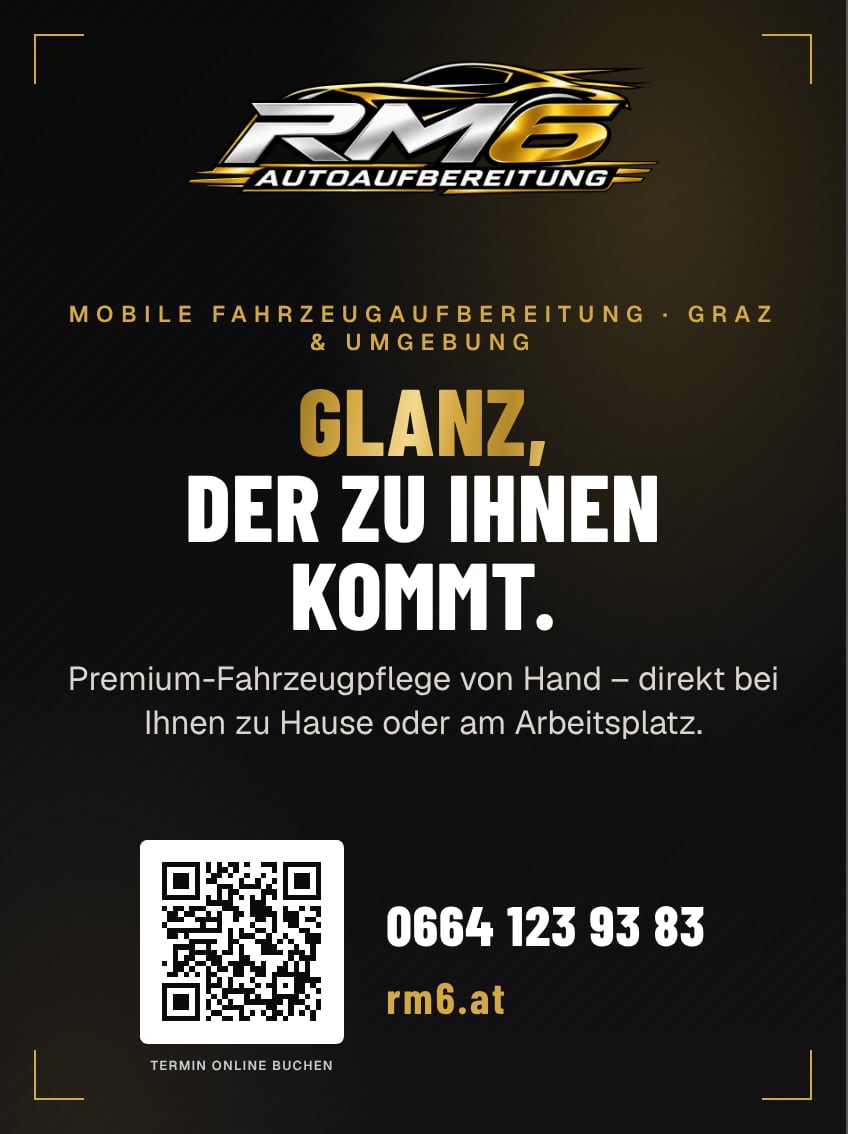 RM6
AUTOAUFBEREITUNG
MOBILE FAHRZEUGAUFBEREITUNG · GRAZ
& UMGEBUNG
GLANZ,
DER ZU IHNEN
KOMMT.
Premium-Fahrzeugpflege von Hand – direkt bei
Ihnen zu Hause oder am Arbeitsplatz.
0664 123 93 83
rm6.at
TERMIN ONLINE BUCHEN